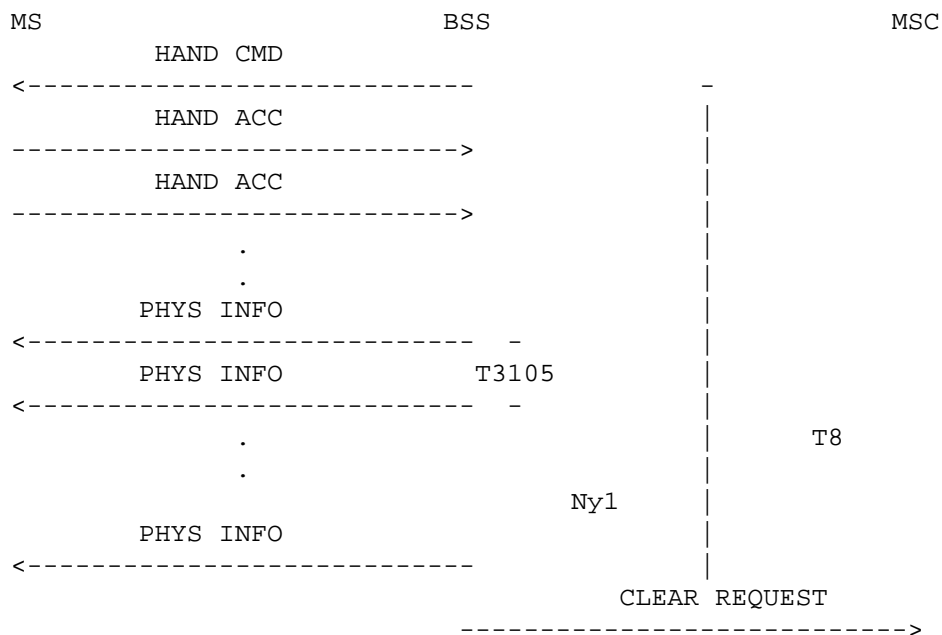 MS BSS MSC
HAND CMD
<---------------------------- -
HAND ACC |
----------------------------> |
HAND ACC |
----------------------------> |
. |
. |
PHYS INFO |
<---------------------------- - |
PHYS INFO T3105 |
<---------------------------- - |
. | T8
. |
Ny1 |
PHYS INFO |
<---------------------------- |
CLEAR REQUEST
---------------------------->